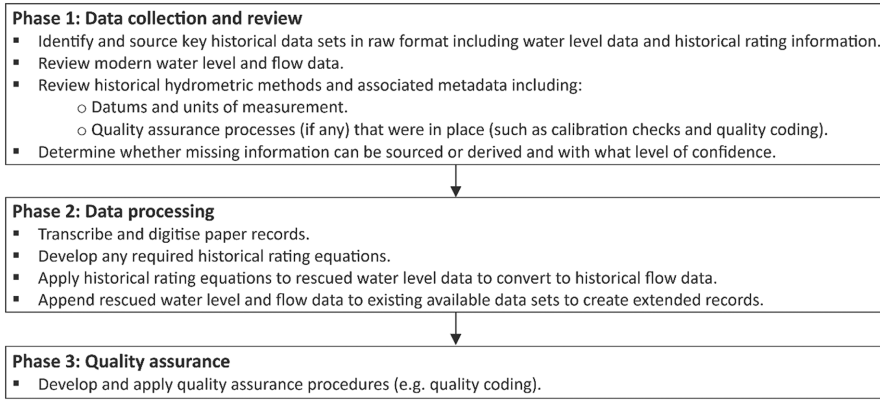 Phase 1: Data collection and review
▪ Identify and source key historical data sets in raw format including water level data and historical rating information.
▪ Review modern water level and flow data.
▪ Review historical hydrometric methods and associated metadata including:
o Datums and units of measurement.
o Quality assurance processes (if any) that were in place (such as calibration checks and quality coding).
▪ Determine whether missing information can be sourced or derived and with what level of confidence.
Phase 2: Data processing
▪ Transcribe and digitise paper records.
▪ Develop any required historical rating equations.
▪ Apply historical rating equations to rescued water level data to convert to historical flow data.
▪ Append rescued water level and flow data to existing available data sets to create extended records.
Phase 3: Quality assurance
▪ Develop and apply quality assurance procedures (e.g. quality coding).